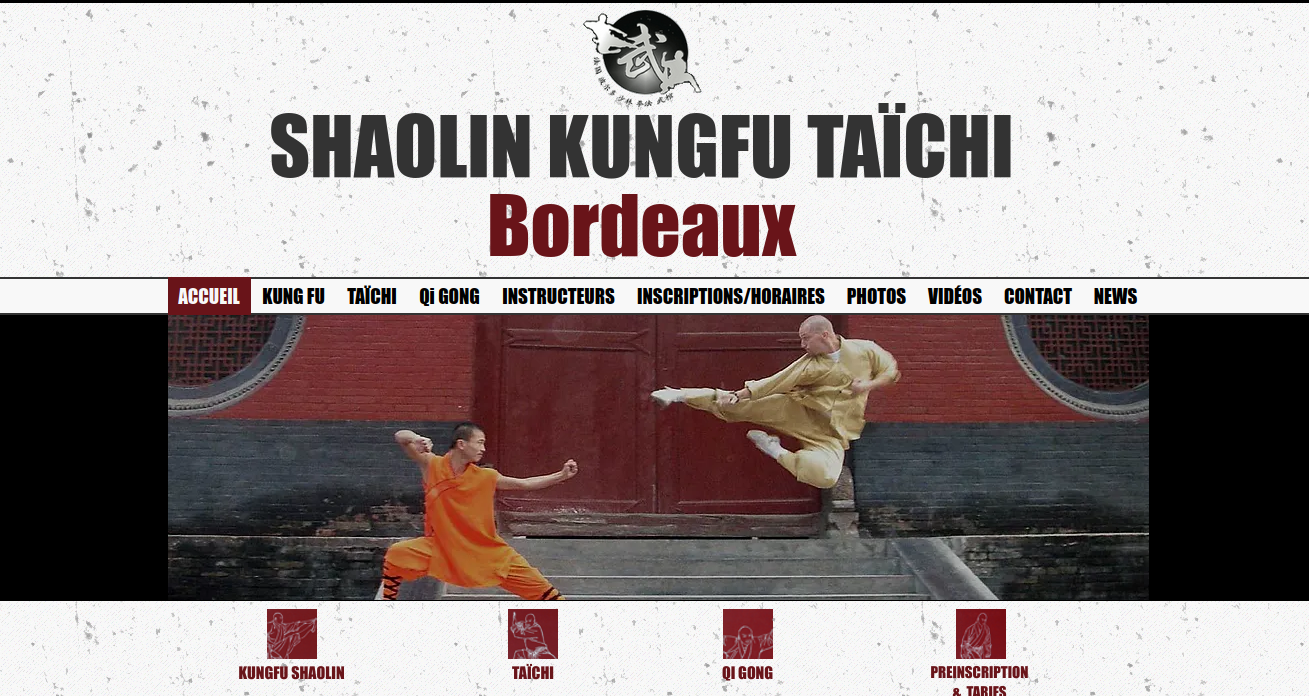 武
SHAOLIN KUNGFU TAÏCHI
Bordeaux
ACCUEIL KUNG FU TAÏCHI Qi GONG INSTRUCTEURS INSCRIPTIONS/HORAIRES PHOTOS VIDÉOS CONTACT NEWS
KUNGFU SHAOLIN TAÏCHI QI GONG PREINSCRIPTION
& TARIFS